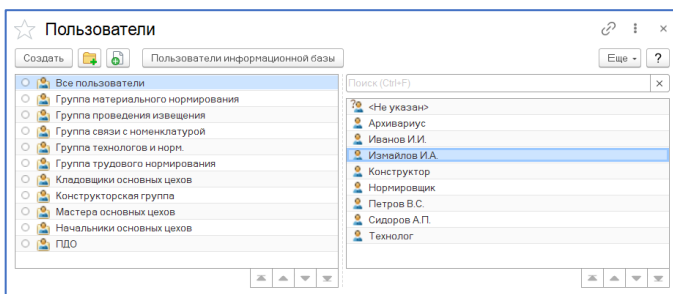 Пользователи
Создать
Пользователи информационной базы
Еще
?
Все пользователи
Группа материального нормирования
Группа проведения извещения
Группа связи с номенклатурой
Группа технологов и норм.
Группа трудового нормирования
Кладовщики основных цехов
Конструкторская группа
Мастера основных цехов
Начальники основных цехов
ПДО
Поиск (Ctrl+F)
<Не указан>
Архивариус
Иванов И.И.
Измайлов И.А.
Конструктор
Нормировщик
Петров В.С.
Сидоров А.П.
Технолог